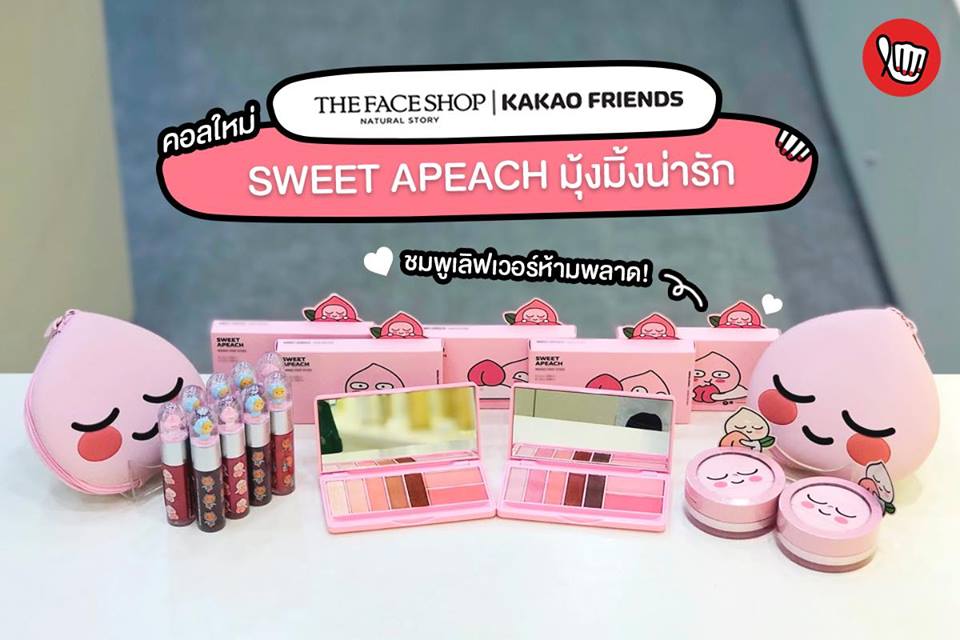 คอลใหม่
THE FACE SHOP | KAKAO FRIENDS
NATURAL STORY
SWEET APEACH มุ้งมิ้งน่ารัก
ชมพูเลิฟเวอร์ห้ามพลาด!
SWEET
APEACH
SWEET
APEACH
SWEET
APEACH